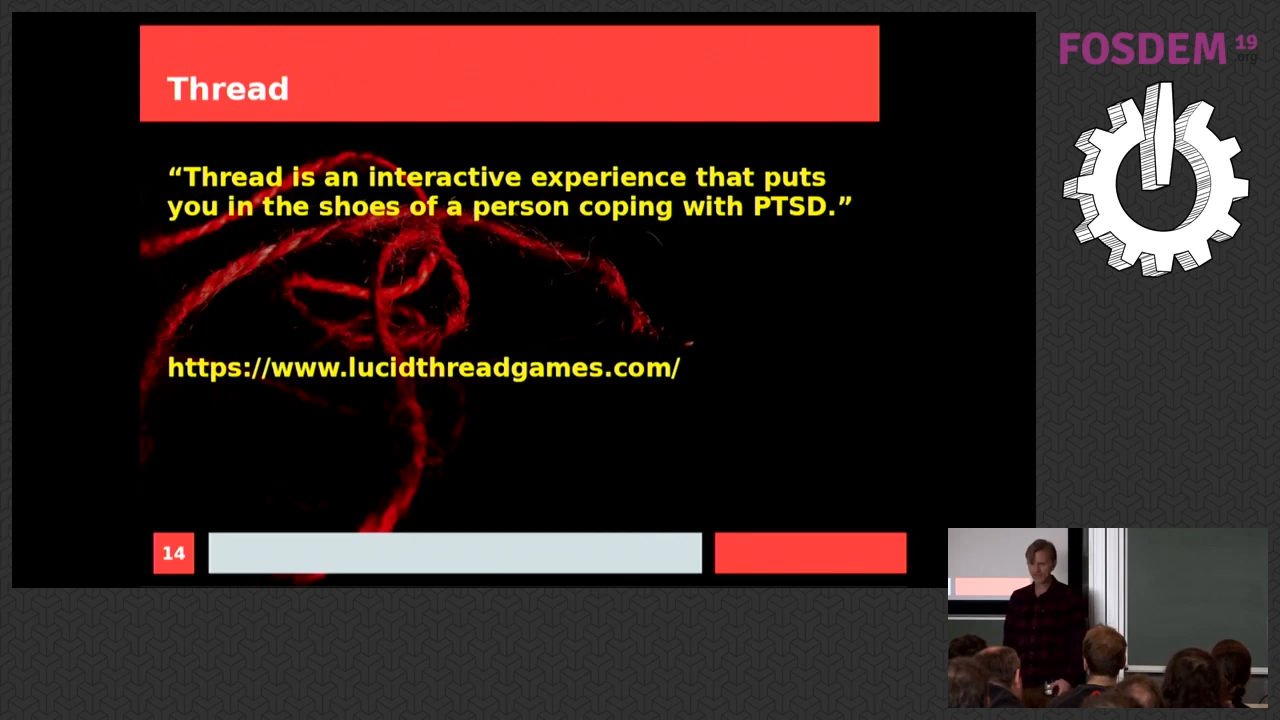 Thread
“Thread is an interactive experience that puts
you in the shoes of a person coping with PTSD.”
https://www.lucidthreadgames.com/
14
FOSDEM 19
.org